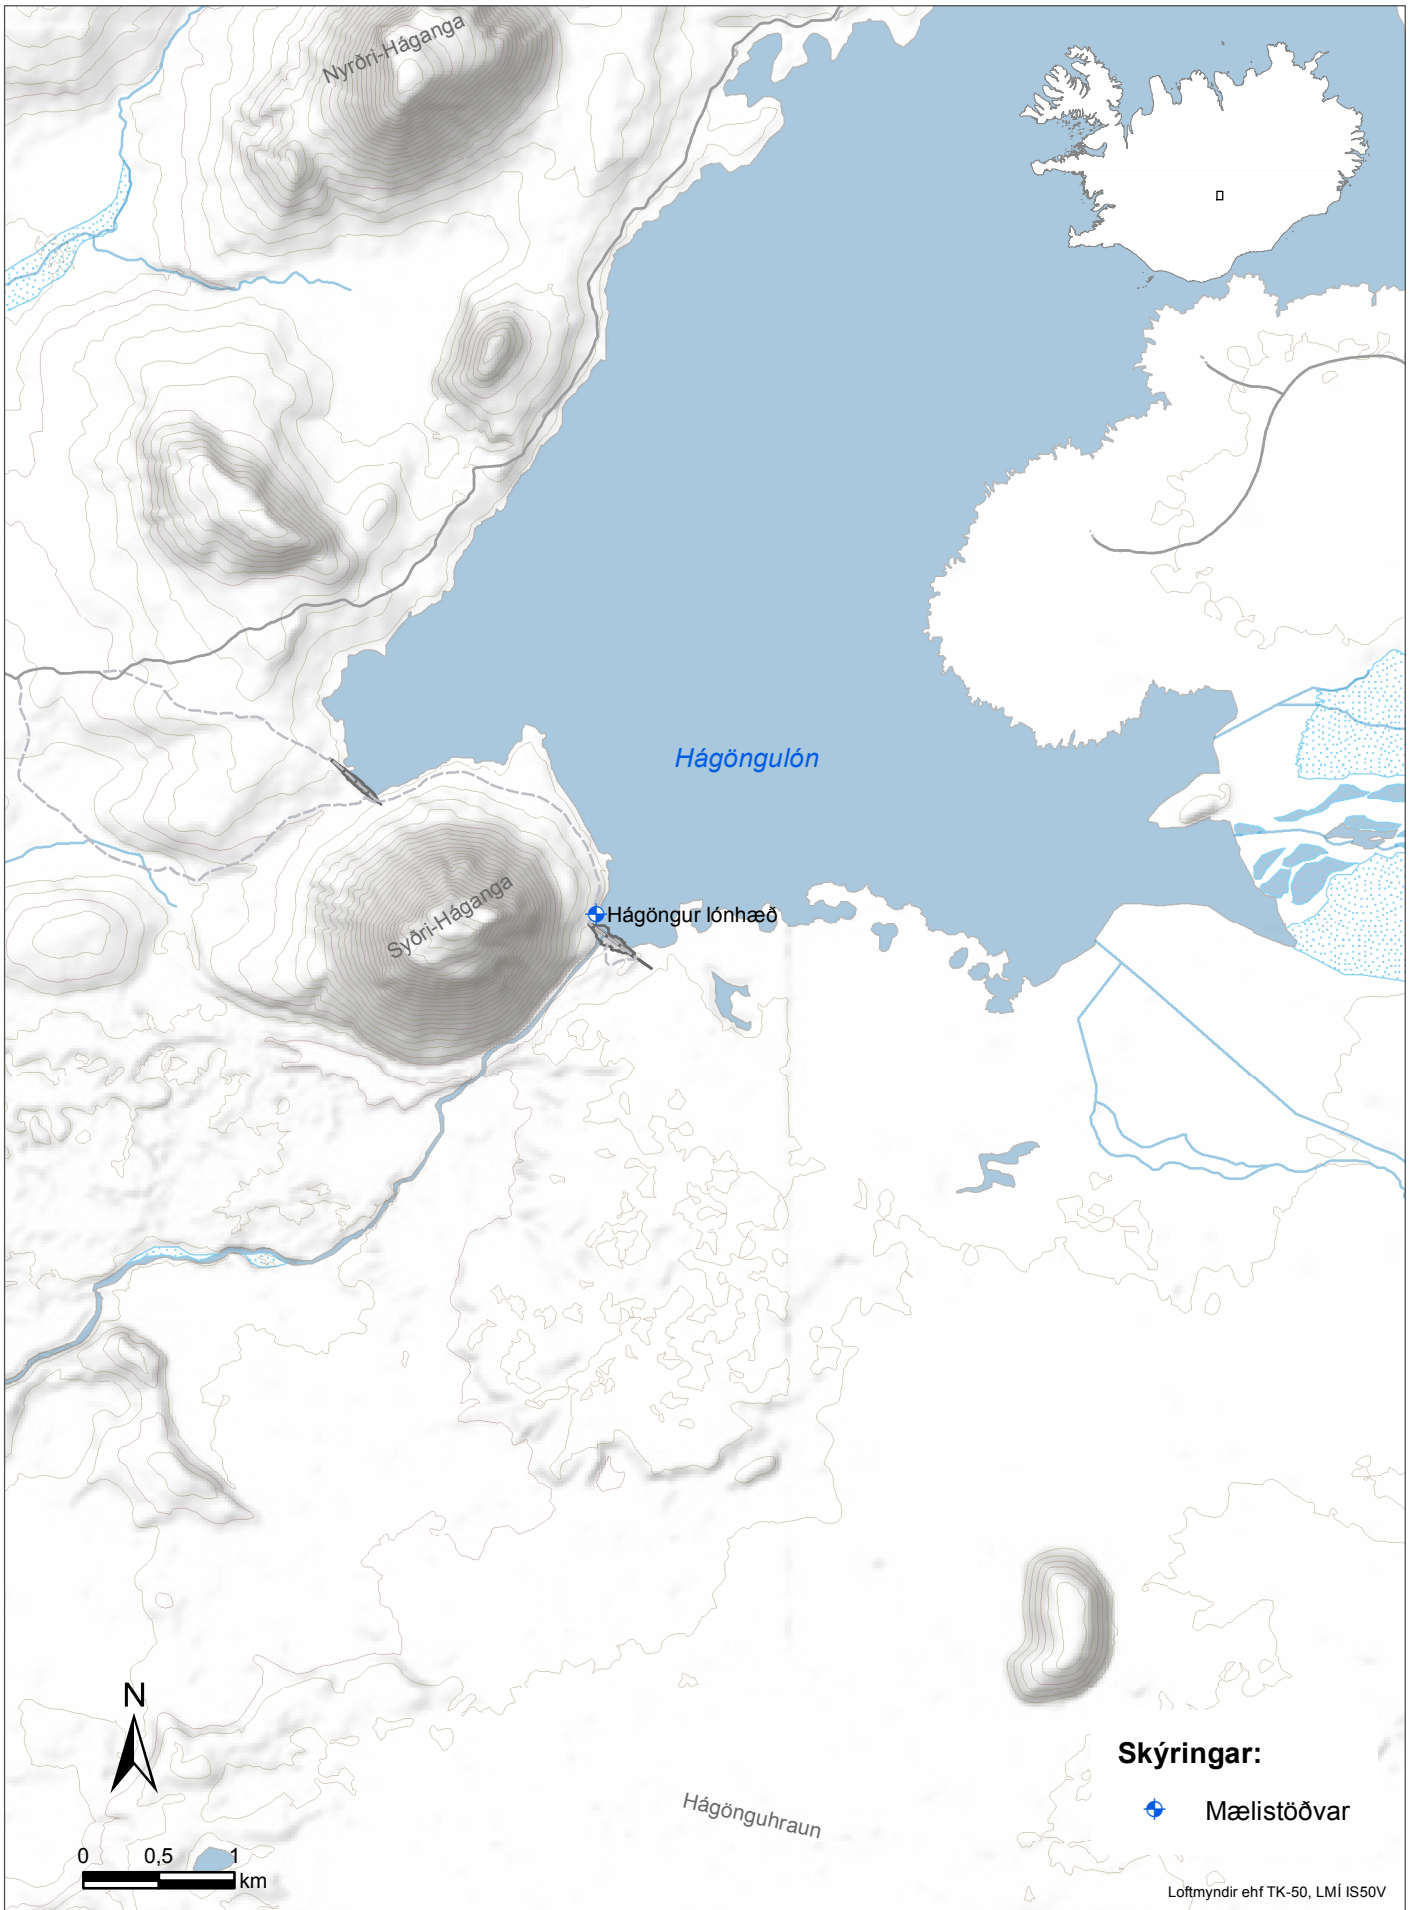 Nyrðri-Háganga
Hágöngulón
Hágöngur lónhæð
Syðri-Háganga
N
Skýringar:
Mælistöðvar
Hágönguhraun
0 0,5 1
km
Loftmyndir ehf TK-50, LMÍ IS50V